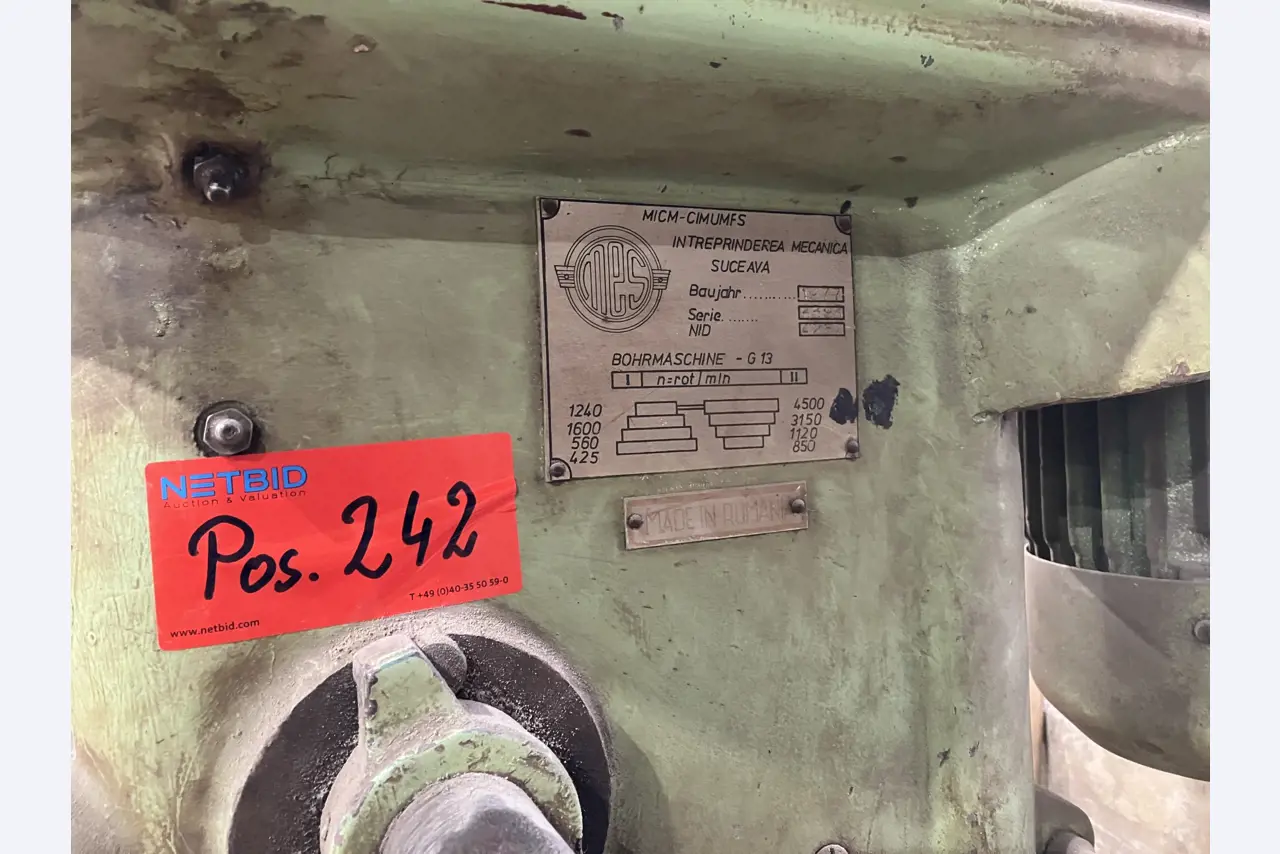 MICM-CIMUMFS
INTREPRINDEREA MECANICA
SUCEAVA
Baujahr..........
Serie.......
NID
BOHRMASCHINE - G 13
I n=rot/min II
1240 4500
1600 3150
560 1120
425 850
MADE IN ROMANIA
NETBID
Auction & Valuation
Pos. 242
T +49 (0)40-35 50 59-0
www.netbid.com